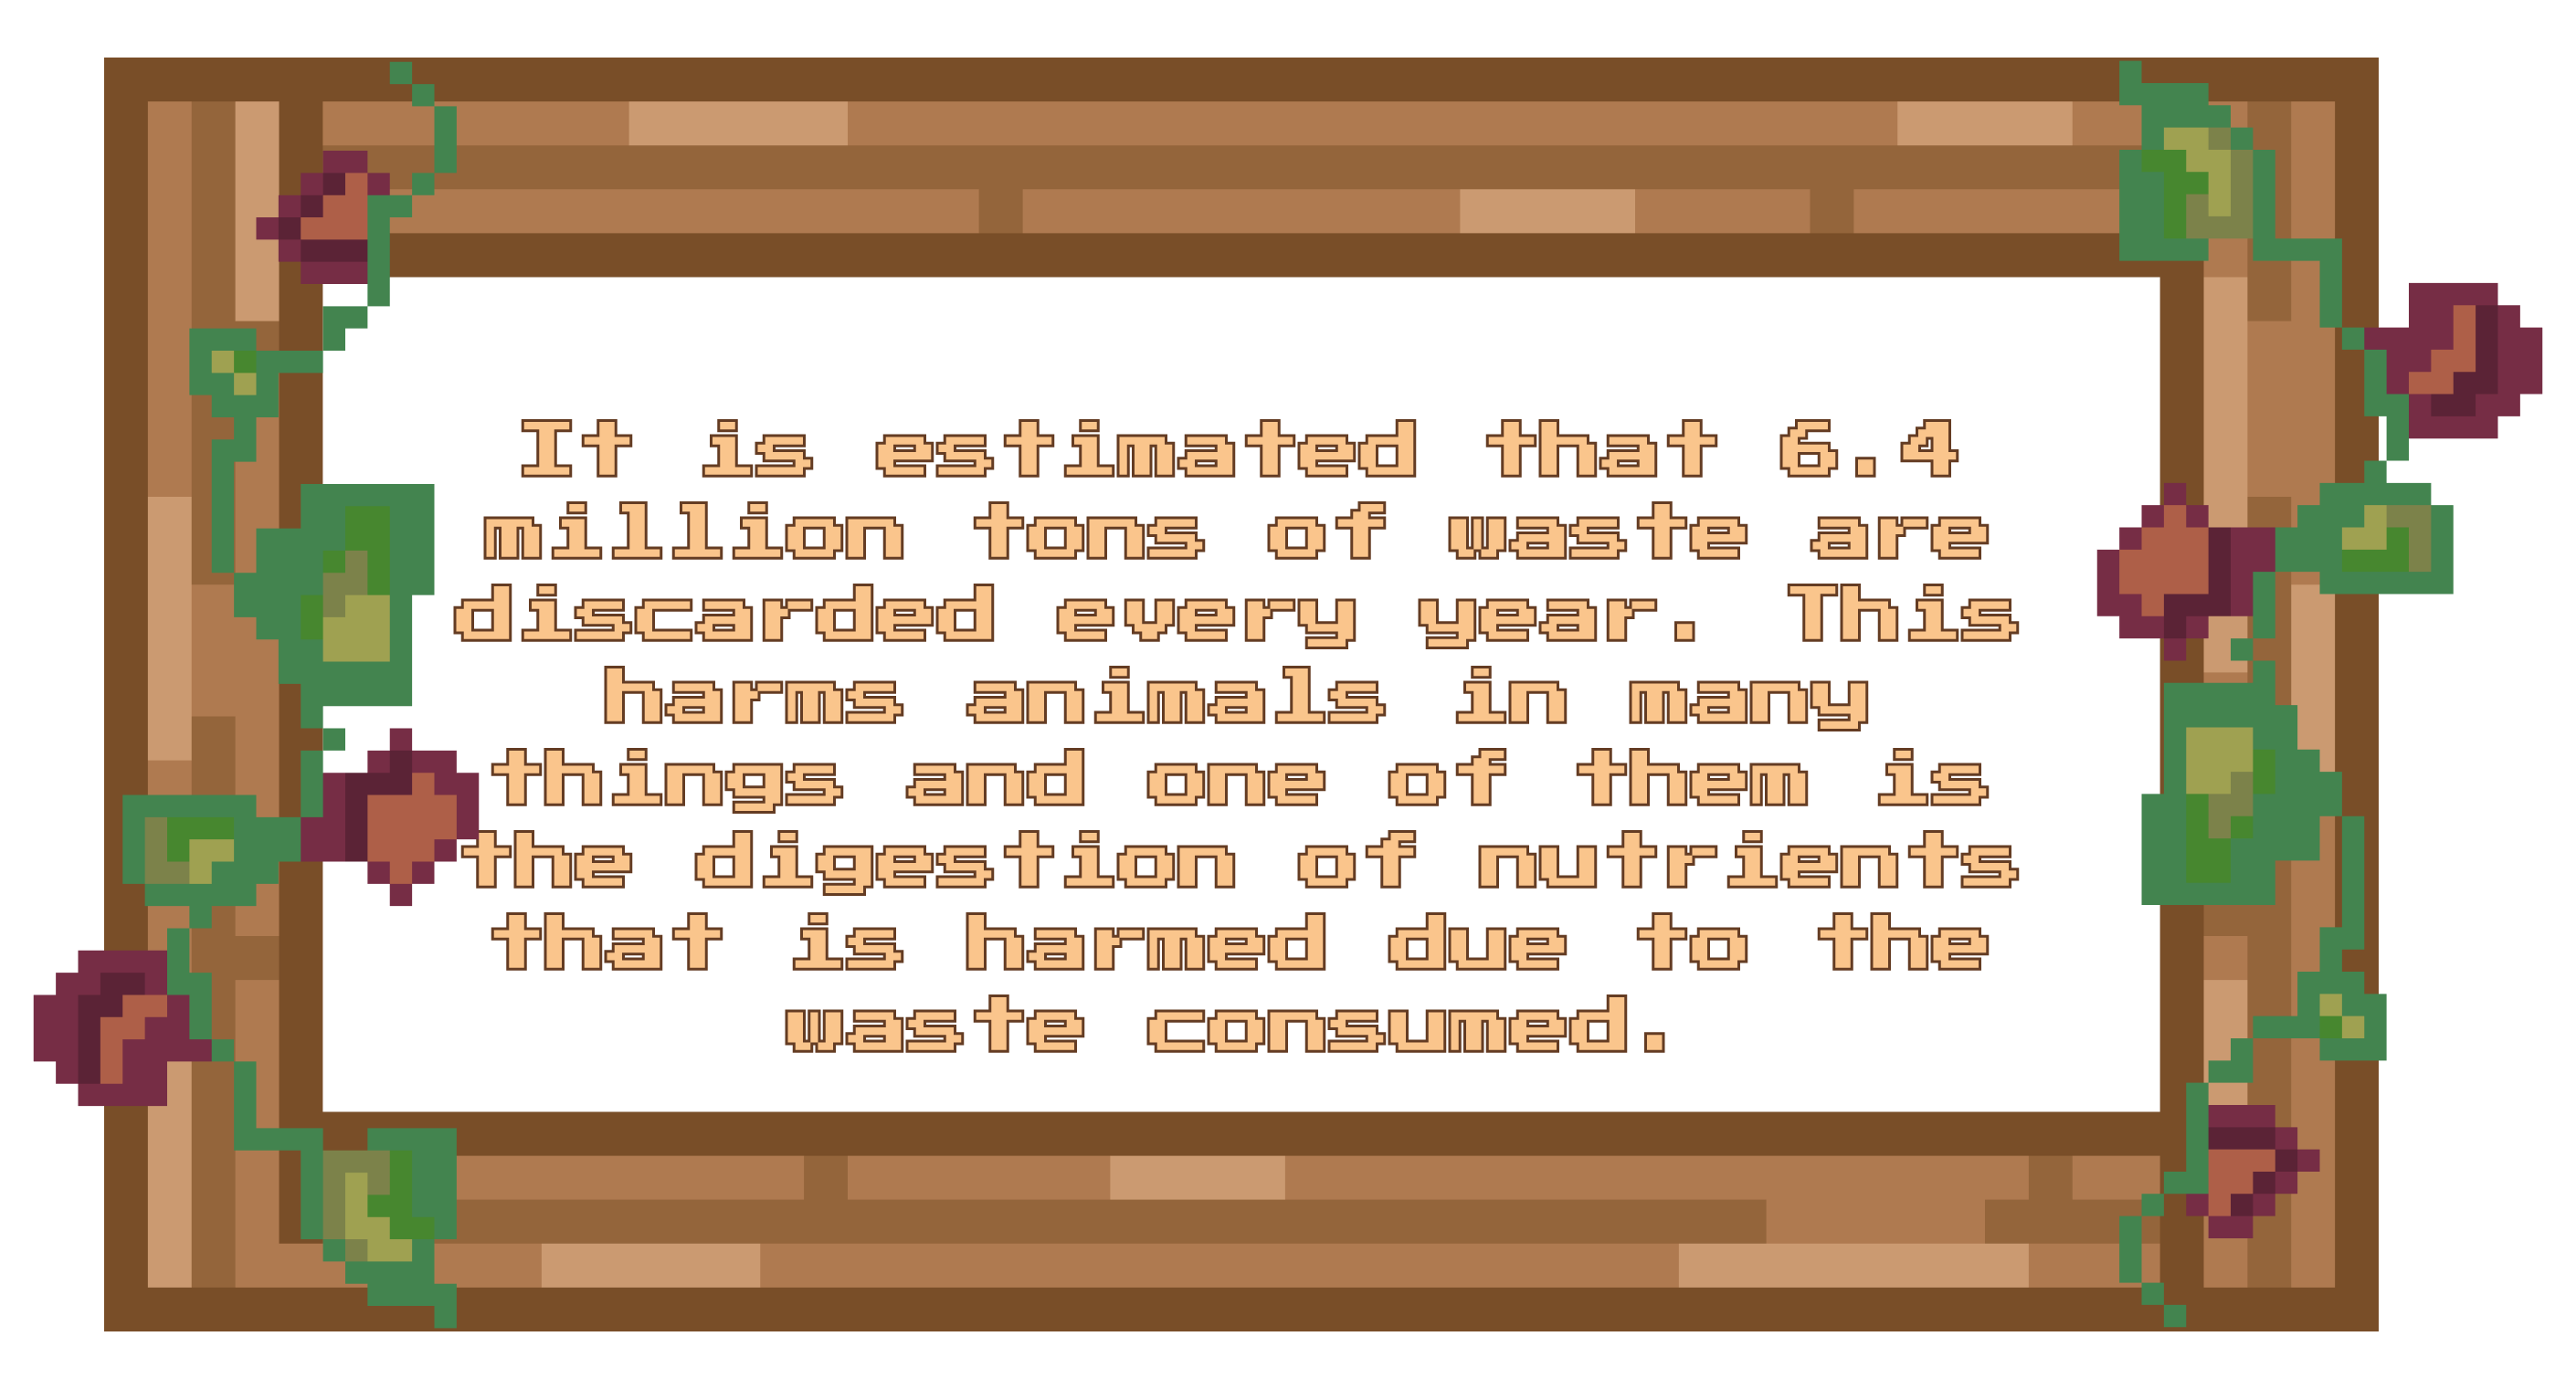 It is estimated that 6.4
million tons of waste are
discarded every year. This
harms animals in many
things and one of them is
the digestion of nutrients
that is harmed due to the
waste consumed.